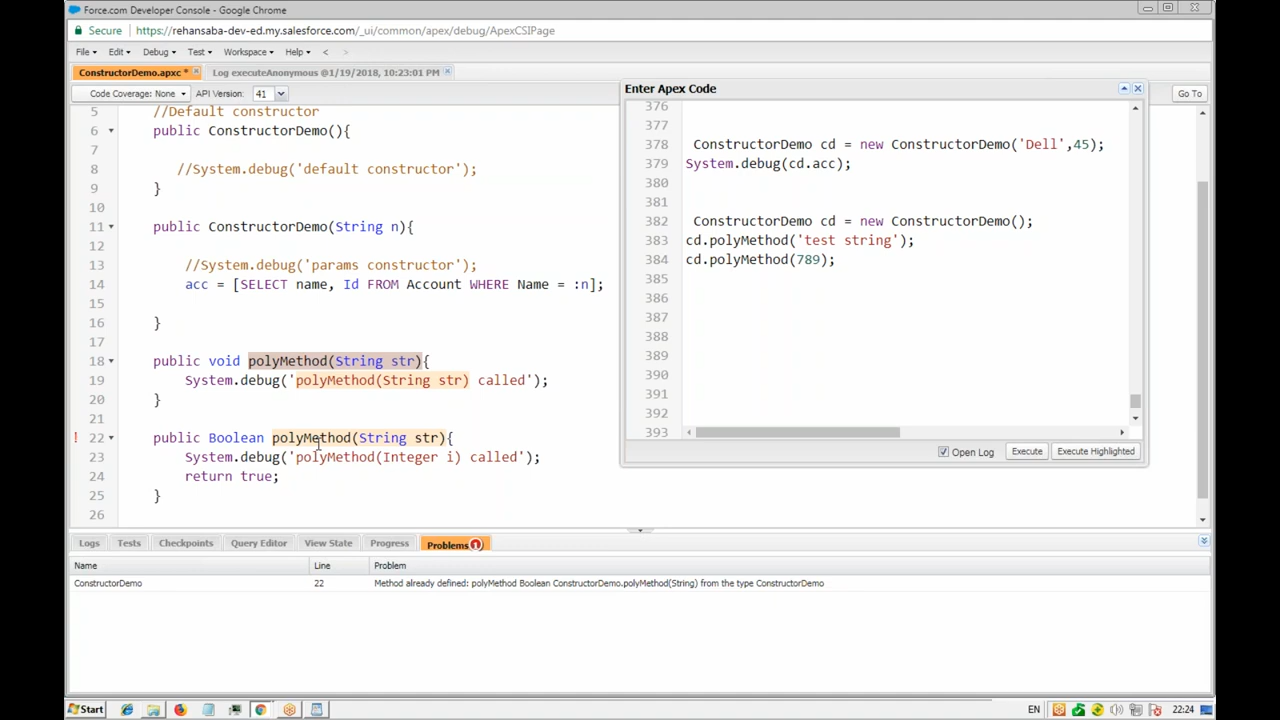 Force.com Developer Console - Google Chrome
Secure https://rehansaba-dev-ed.my.salesforce.com/_ui/common/apex/debug/ApexCSIPage
File Edit Debug Test Workspace Help < >
ConstructorDemo.apxc * Log executeAnonymous @1/19/2018, 10:23:01 PM
Code Coverage: None API Version: 41 Go To
5 //Default constructor
6 public ConstructorDemo(){
7
8 //System.debug('default constructor');
9 }
10
11 public ConstructorDemo(String n){
12
13 //System.debug('params constructor');
14 acc = [SELECT name, Id FROM Account WHERE Name = :n];
15
16 }
18 public void polyMethod(String str){
19 System.debug('polyMethod(String str) called');
20 }
21
22 public Boolean polyMethod(String str){
23 System.debug('polyMethod(Integer i) called');
24 return true;
25 }
26
Enter Apex Code
376
377
378 ConstructorDemo cd = new ConstructorDemo('Dell',45);
379 System.debug(cd.acc);
380
381
382 ConstructorDemo cd = new ConstructorDemo();
383 cd.polyMethod('test string');
384 cd.polyMethod(789);
385
386
387
388
389
390
391
392
393
Open Log Execute Execute Highlighted
Logs Tests Checkpoints Query Editor View State Progress Problems 1
Name Line Problem
ConstructorDemo 22 Method already defined: polyMethod Boolean ConstructorDemo.polyMethod(String) from the type ConstructorDemo
Start EN 22:24